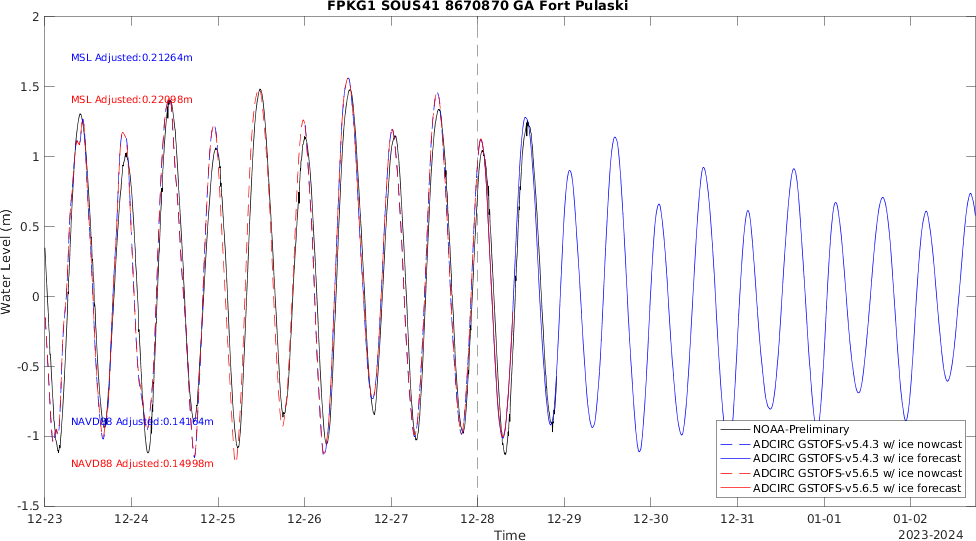 FPKG1 SOUS41 8670870 GA Fort Pulaski
2
1.5
1
0.5
0
-0.5
-1
-1.5
Water Level (m)
MSL Adjusted:0.21264m
MSL Adjusted:0.22098m
NAVD88 Adjusted:0.14164m
NAVD88 Adjusted:0.14998m
NOAA-Preliminary
ADCIRC GSTOFS-v5.4.3 w/ ice nowcast
ADCIRC GSTOFS-v5.4.3 w/ ice forecast
ADCIRC GSTOFS-v5.6.5 w/ ice nowcast
ADCIRC GSTOFS-v5.6.5 w/ ice forecast
12-23 12-24 12-25 12-26 12-27 12-28 12-29 12-30 12-31 01-01 01-02
Time
2023-2024